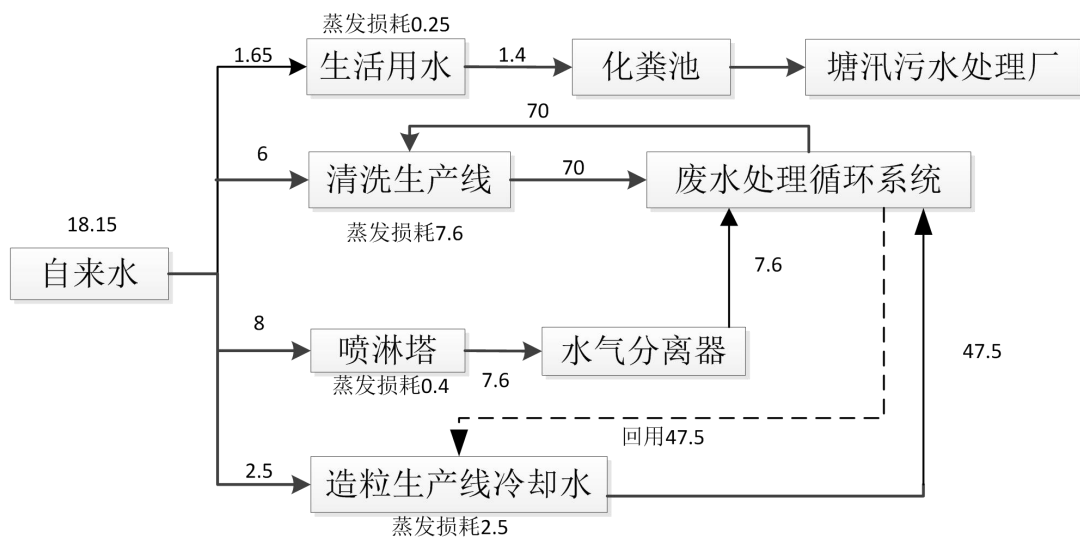 蒸发损耗0.25
1.65
生活用水
1.4
化粪池
塘汛污水处理厂
70
6
清洗生产线
70
废水处理循环系统
蒸发损耗7.6
18.15
自来水
7.6
8
喷淋塔
水气分离器
蒸发损耗0.4
7.6
47.5
回用47.5
2.5
造粒生产线冷却水
蒸发损耗2.5